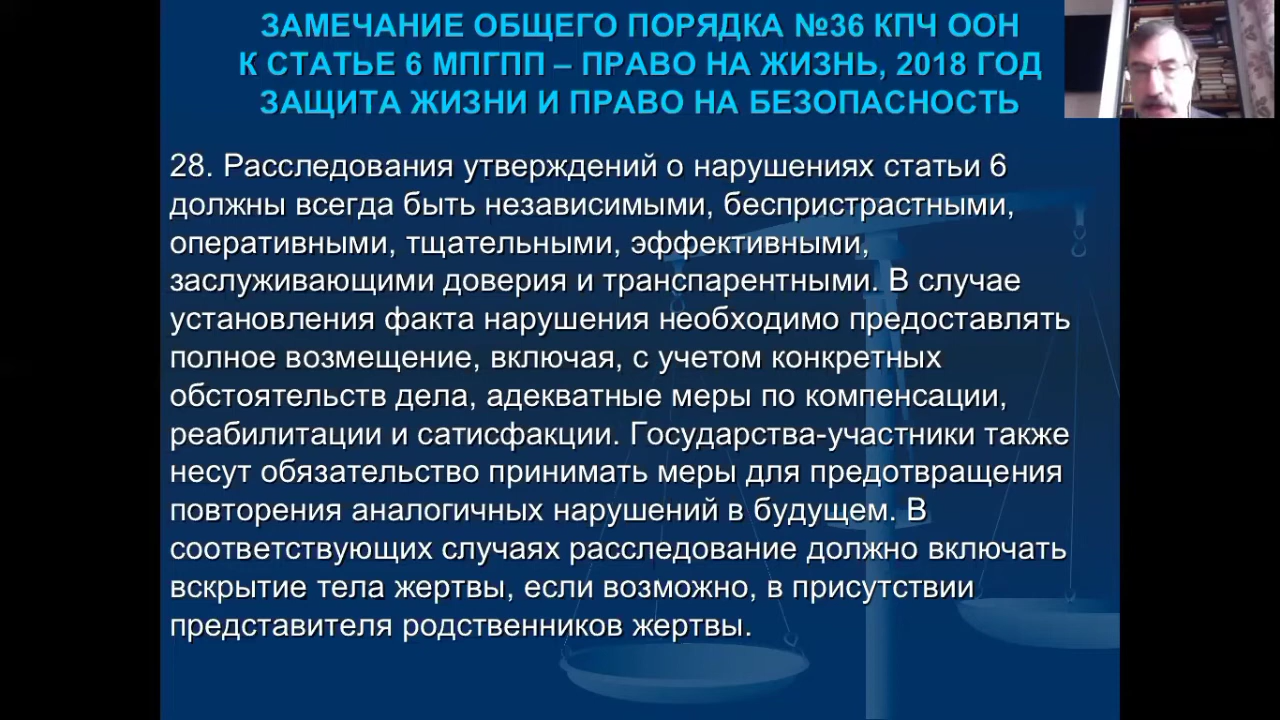 ЗАМЕЧАНИЕ ОБЩЕГО ПОРЯДКА №36 КПЧ ООН
К СТАТЬЕ 6 МПГПП – ПРАВО НА ЖИЗНЬ, 2018 ГОД
ЗАЩИТА ЖИЗНИ И ПРАВО НА БЕЗОПАСНОСТЬ
28. Расследования утверждений о нарушениях статьи 6
должны всегда быть независимыми, беспристрастными,
оперативными, тщательными, эффективными,
заслуживающими доверия и транспарентными. В случае
установления факта нарушения необходимо предоставлять
полное возмещение, включая, с учетом конкретных
обстоятельств дела, адекватные меры по компенсации,
реабилитации и сатисфакции. Государства-участники также
несут обязательство принимать меры для предотвращения
повторения аналогичных нарушений в будущем. В
соответствующих случаях расследование должно включать
вскрытие тела жертвы, если возможно, в присутствии
представителя родственников жертвы.